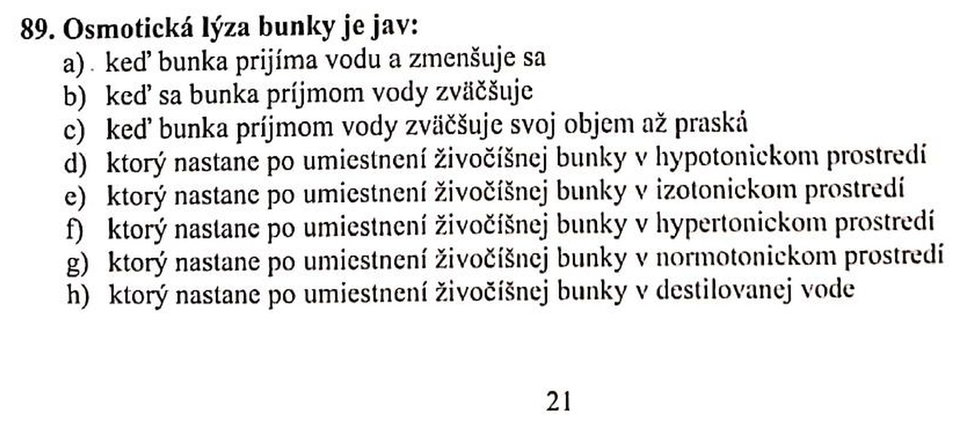 89. Osmotická lýza bunky je jav:
a) keď bunka prijíma vodu a zmenšuje sa
b) keď sa bunka príjmom vody zväčšuje
c) keď bunka príjmom vody zväčšuje svoj objem až praská
d) ktorý nastane po umiestnení živočíšnej bunky v hypotonickom prostredí
e) ktorý nastane po umiestnení živočíšnej bunky v izotonickom prostredí
f) ktorý nastane po umiestnení živočíšnej bunky v hypertonickom prostredí
g) ktorý nastane po umiestnení živočíšnej bunky v normotonickom prostredí
h) ktorý nastane po umiestnení živočíšnej bunky v destilovanej vode
21